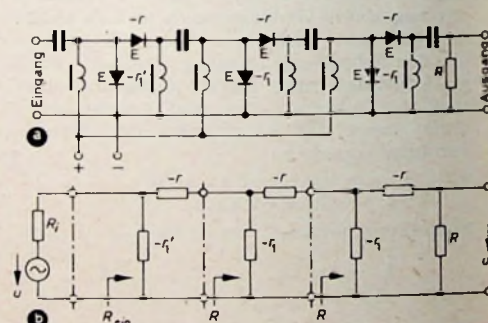 -r -r -r
Eingang E E E Ausgang
E -r₁' E -r₁ E -r₁ R
a + −
-r -r -r
Rᵢ -r₁' -r₁ -r₁ R
u u
b R R